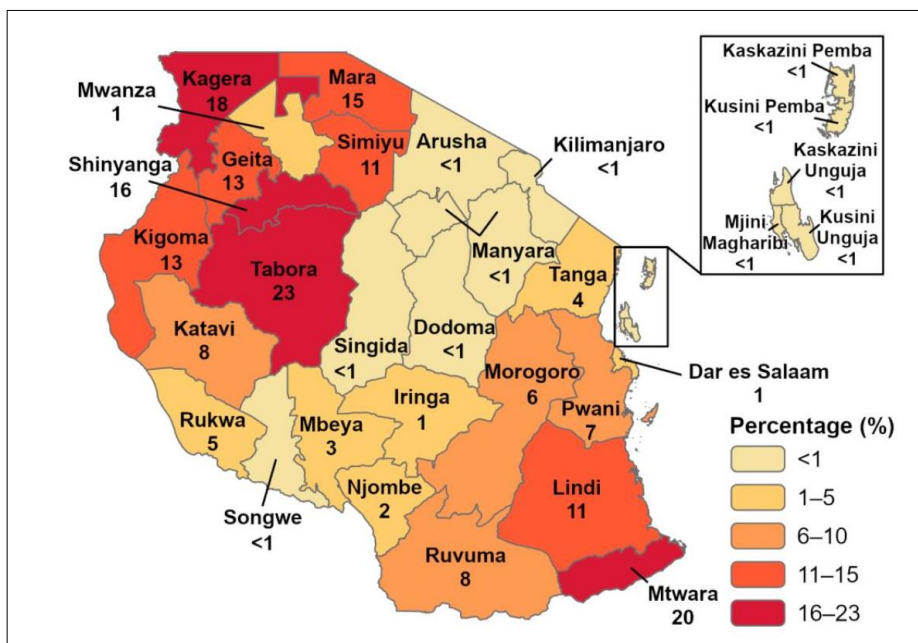 Kagera
18
Mara
15
Mwanza
1
Simiyu
11
Geita
13
Shinyanga
16
Arusha
<1
Kilimanjaro
<1
Kigoma
13
Tabora
23
Manyara
<1
Tanga
4
Katavi
8
Singida
<1
Dodoma
<1
Morogoro
6
Pwani
7
Dar es Salaam
1
Rukwa
5
Mbeya
3
Iringa
1
Njombe
2
Songwe
<1
Lindi
11
Ruvuma
8
Mtwara
20
Kaskazini Pemba
<1
Kusini Pemba
<1
Kaskazini
Unguja
<1
Mjini
Magharibi
<1
Kusini
Unguja
<1
Percentage (%)
<1
1–5
6–10
11–15
16–23